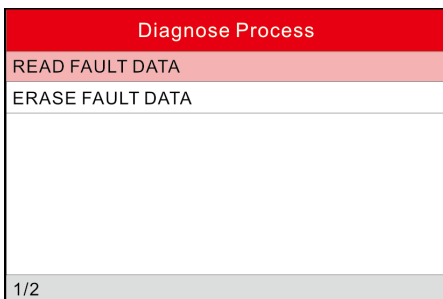 Diagnose Process
READ FAULT DATA
ERASE FAULT DATA
1/2